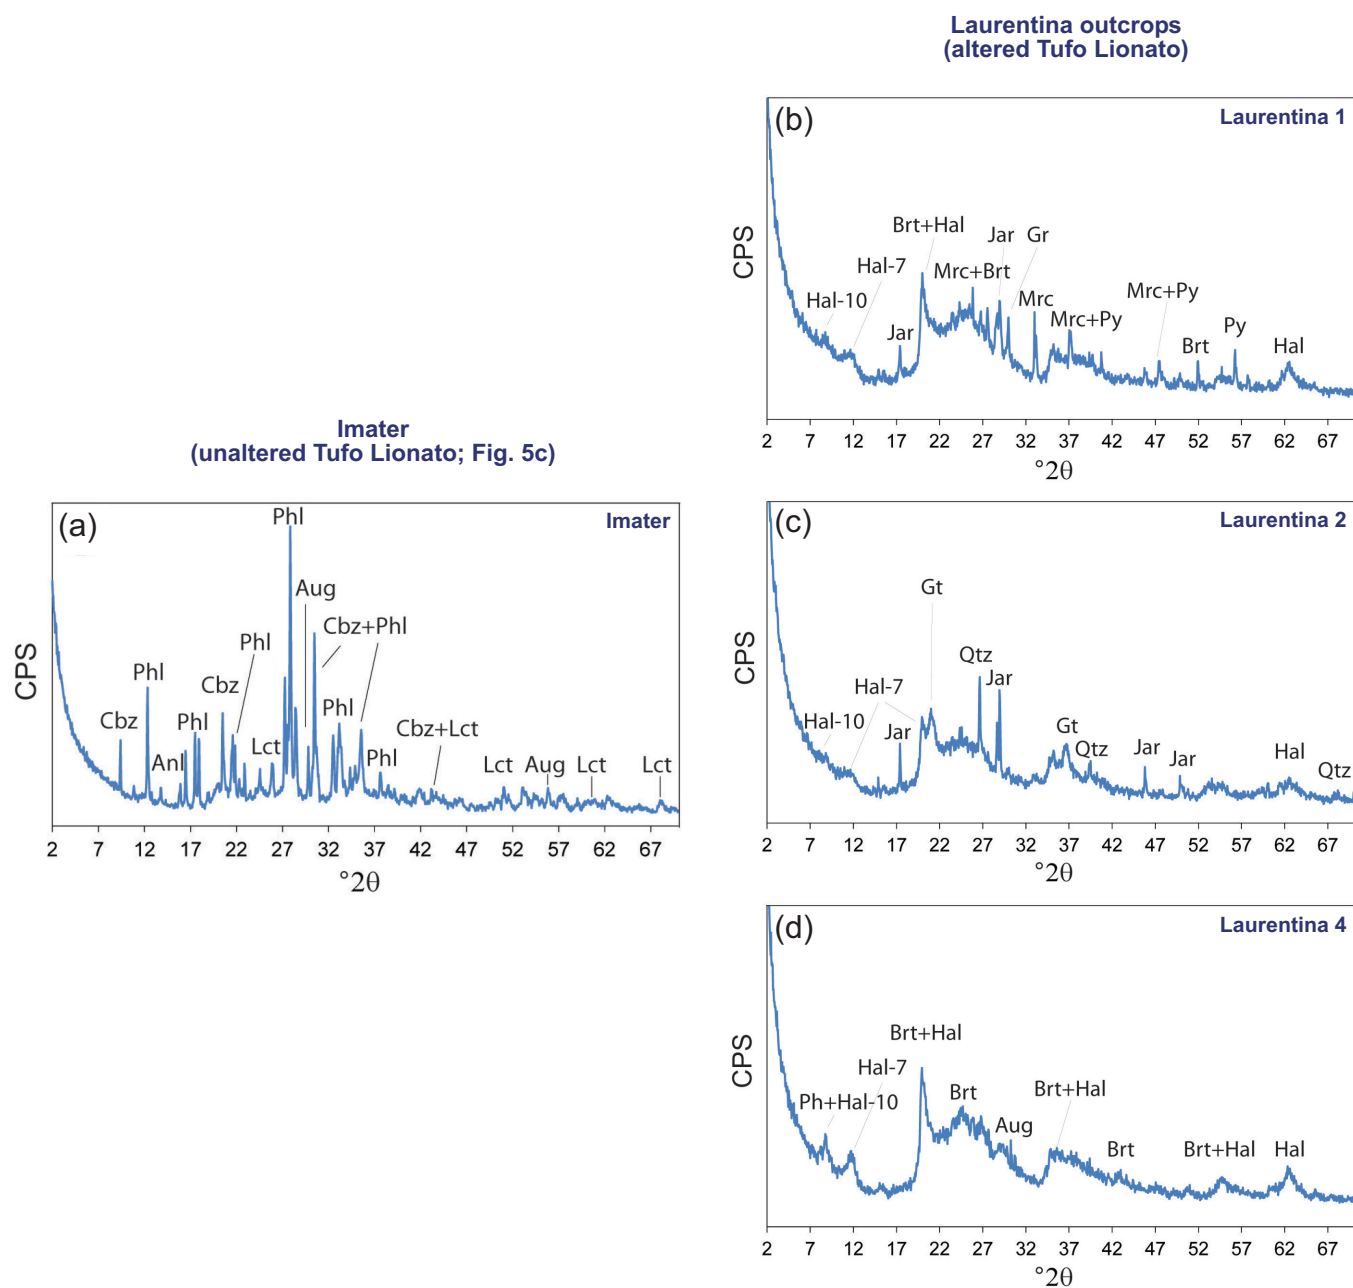 Laurentina outcrops
(altered Tufo Lionato)
(b)
Laurentina 1
CPS
Hal-10
Hal-7
Jar
Brt+Hal
Mrc+Brt
Jar
Gr
Mrc
Mrc+Py
Mrc+Py
Brt
Py
Hal
2 7 12 17 22 27 32 37 42 47 52 57 62 67
°2θ
Imater
(unaltered Tufo Lionato; Fig. 5c)
(a)
Imater
CPS
Cbz
Phl
Anl
Phl
Cbz
Phl
Lct
Phl
Aug
Cbz+Phl
Phl
Phl
Cbz+Lct
Lct
Aug
Lct
Lct
2 7 12 17 22 27 32 37 42 47 52 57 62 67
°2θ
(c)
Laurentina 2
CPS
Hal-10
Hal-7
Jar
Gt
Qtz
Jar
Gt
Qtz
Jar
Jar
Hal
Qtz
2 7 12 17 22 27 32 37 42 47 52 57 62 67
°2θ
(d)
Laurentina 4
CPS
Ph+Hal-10
Hal-7
Brt+Hal
Brt
Aug
Brt+Hal
Brt
Brt+Hal
Hal
2 7 12 17 22 27 32 37 42 47 52 57 62 67
°2θ